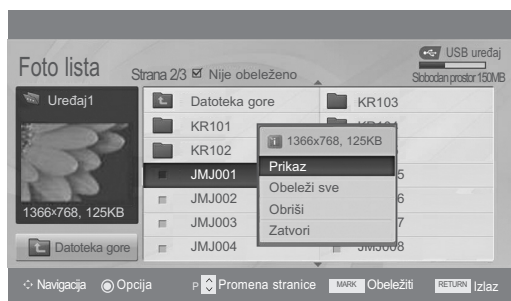 USB uređaj
Foto lista
Strana 2/3 Nije obeleženo
Slobodan prostor 150MB
Uređaj1
1366x768, 125KB
Datoteka gore
Datoteka gore
KR101
KR102
JMJ001
JMJ002
JMJ003
JMJ004
KR103
1366x768, 125KB
Prikaz
Obeleži sve
Obriši
Zatvori
Navigacija
Opcija
P Promena stranice
MARK Obeležiti
RETURN Izlaz